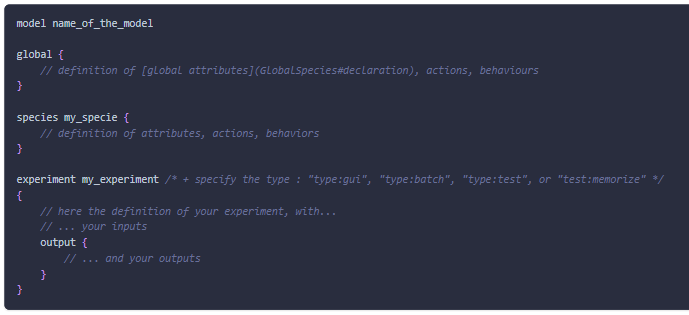 model name_of_the_model
global {
// definition of [global attributes](GlobalSpecies#declaration), actions, behaviours
}
species my_specie {
// definition of attributes, actions, behaviors
}
experiment my_experiment /* + specify the type : "type:gui", "type:batch", "type:test", or "test:memorize" */
{
// here the definition of your experiment, with...
// ... your inputs
output {
// ... and your outputs
}
}